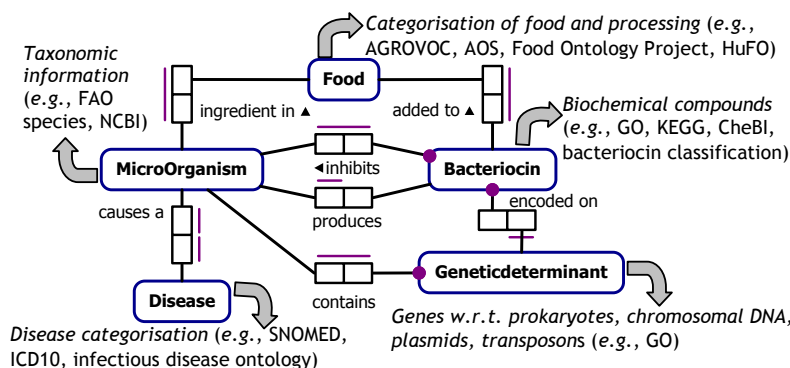 Categorisation of food and processing (e.g.,
AGROVOC, AOS, Food Ontology Project, HuFO)
Taxonomic
information
(e.g., FAO
species, NCBI)
Food
ingredient in ▲
added to ▲
Biochemical compounds
(e.g., GO, KEGG, CheBI,
bacteriocin classification)
MicroOrganism
◄inhibits
Bacteriocin
produces
causes a
encoded on
Geneticdeterminant
Disease
contains
Genes w.r.t. prokaryotes, chromosomal DNA,
plasmids, transposons (e.g., GO)
Disease categorisation (e.g., SNOMED,
ICD10, infectious disease ontology)